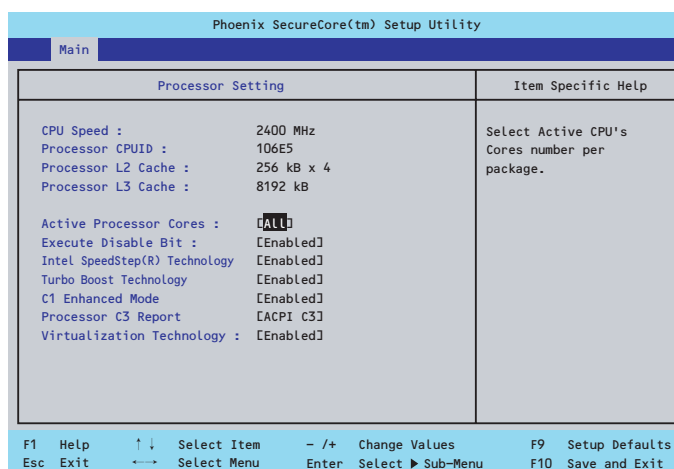 Phoenix SecureCore(tm) Setup Utility
Main
Processor Setting
Item Specific Help
CPU Speed : 2400 MHz
Processor CPUID : 106E5
Processor L2 Cache : 256 kB x 4
Processor L3 Cache : 8192 kB
Active Processor Cores : [All]
Execute Disable Bit : [Enabled]
Intel SpeedStep(R) Technology [Enabled]
Turbo Boost Technology [Enabled]
C1 Enhanced Mode [Enabled]
Processor C3 Report [ACPI C3]
Virtualization Technology : [Enabled]
Select Active CPU's
Cores number per
package.
F1 Help ↑↓ Select Item – /+ Change Values F9 Setup Defaults
Esc Exit ←→ Select Menu Enter Select ▶ Sub-Menu F10 Save and Exit